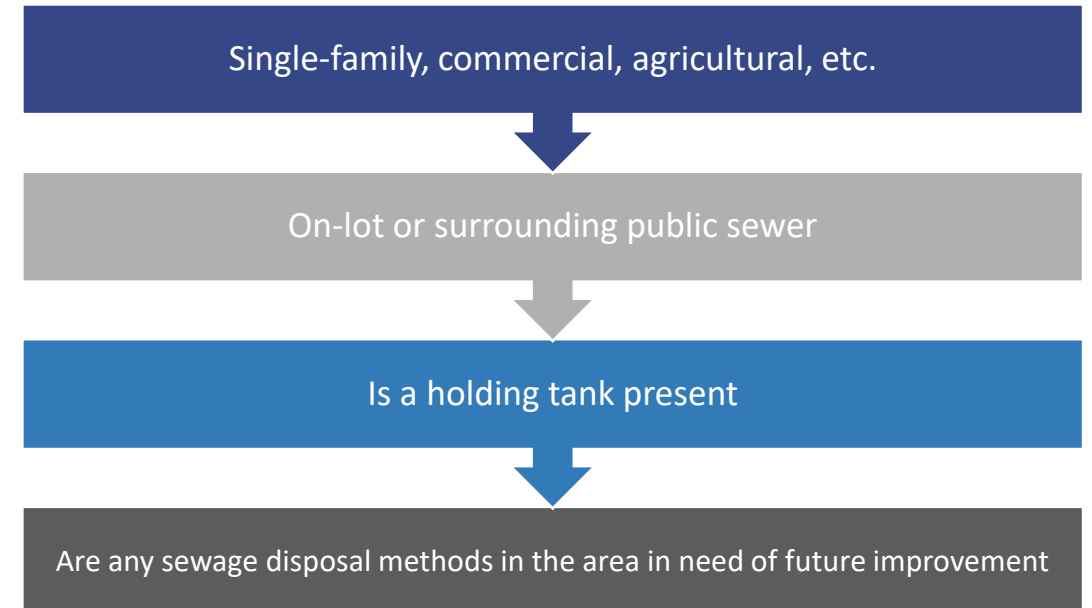 Single-family, commercial, agricultural, etc.
On-lot or surrounding public sewer
Is a holding tank present
Are any sewage disposal methods in the area in need of future improvement